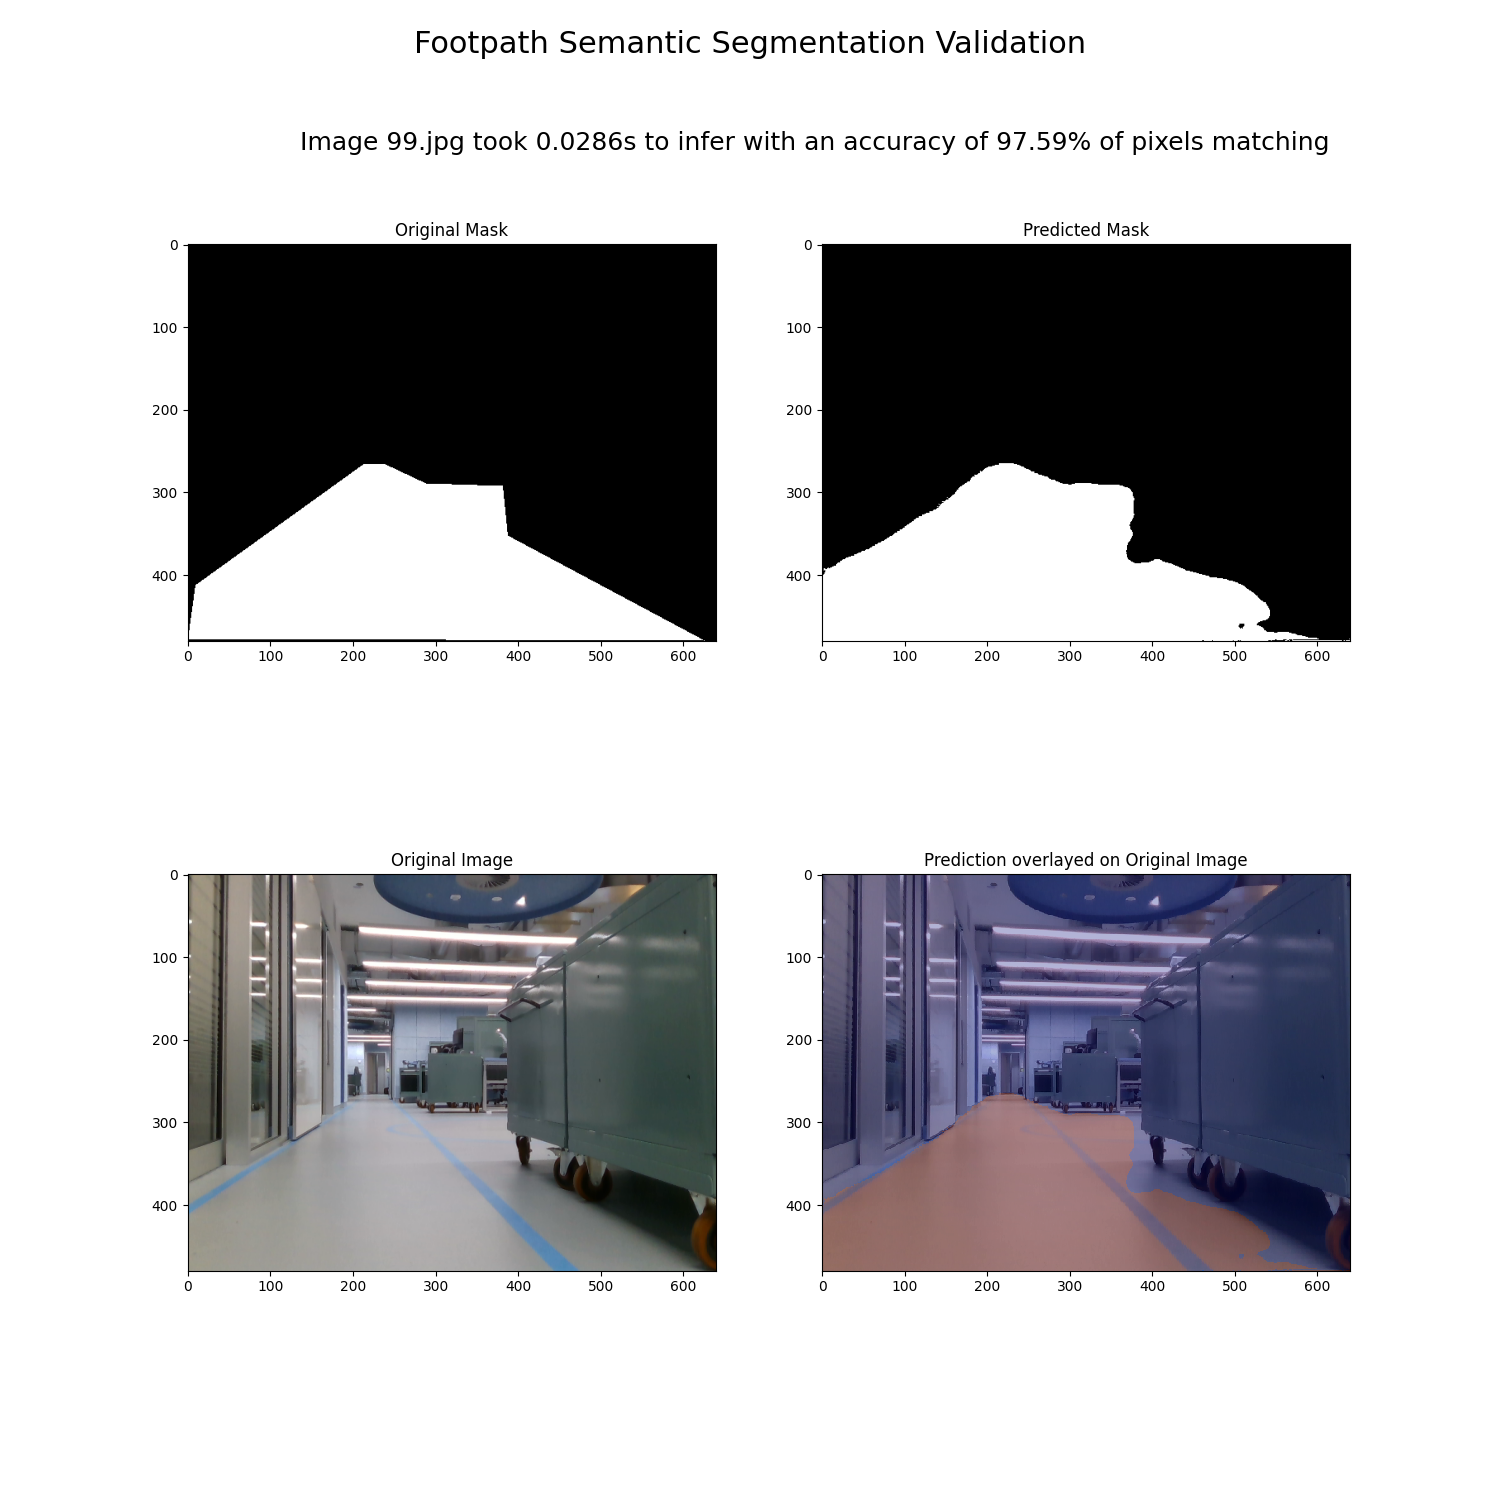 Footpath Semantic Segmentation Validation
Image 99.jpg took 0.0286s to infer with an accuracy of 97.59% of pixels matching
Original Mask
0
100
200
300
400
0 100 200 300 400 500 600
Predicted Mask
0
100
200
300
400
0 100 200 300 400 500 600
Original Image
0
100
200
300
400
0 100 200 300 400 500 600
Prediction overlayed on Original Image
0
100
200
300
400
0 100 200 300 400 500 600